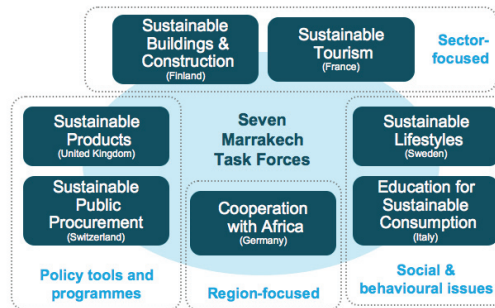 Sustainable
Buildings &
Construction
(Finland)
Sustainable
Tourism
(France)
Sector-
focused
Sustainable
Products
(United Kingdom)
Seven
Marrakech
Task Forces
Sustainable
Lifestyles
(Sweden)
Sustainable
Public
Procurement
(Switzerland)
Cooperation
with Africa
(Germany)
Education for
Sustainable
Consumption
(Italy)
Policy tools and
programmes
Region-focused
Social &
behavioural issues